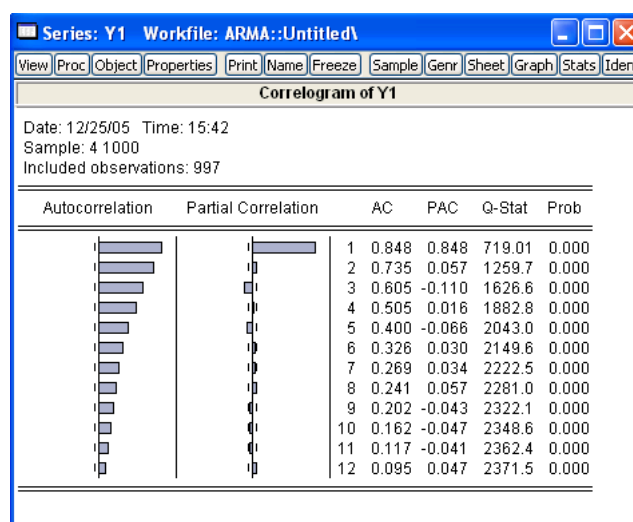 Series: Y1 Workfile: ARMA::Untitled\
View Proc Object Properties Print Name Freeze Sample Genr Sheet Graph Stats Iden
Correlogram of Y1
Date: 12/25/05 Time: 15:42
Sample: 4 1000
Included observations: 997
Autocorrelation Partial Correlation AC PAC Q-Stat Prob
1 0.848 0.848 719.01 0.000
2 0.735 0.057 1259.7 0.000
3 0.605 -0.110 1626.6 0.000
4 0.505 0.016 1882.8 0.000
5 0.400 -0.066 2043.0 0.000
6 0.326 0.030 2149.6 0.000
7 0.269 0.034 2222.5 0.000
8 0.241 0.057 2281.0 0.000
9 0.202 -0.043 2322.1 0.000
10 0.162 -0.047 2348.6 0.000
11 0.117 -0.041 2362.4 0.000
12 0.095 0.047 2371.5 0.000